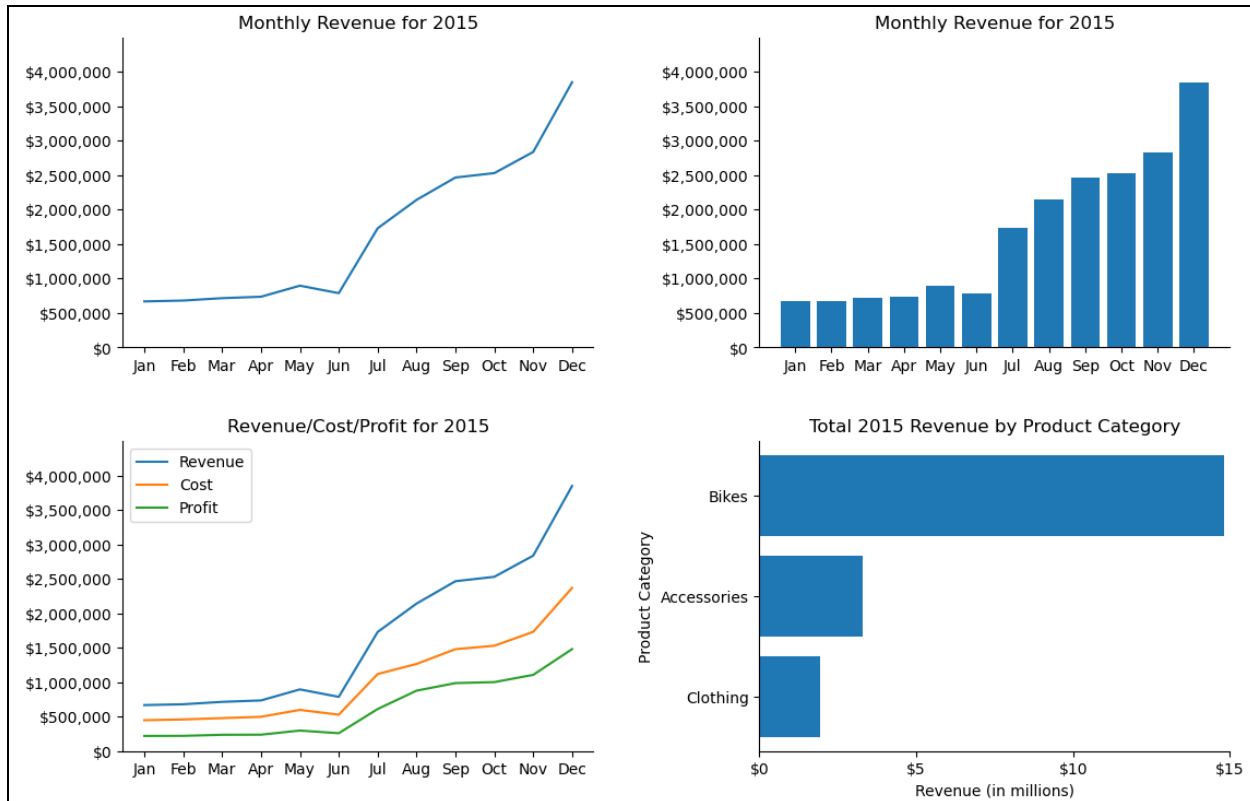 Monthly Revenue for 2015
$4,000,000
$3,500,000
$3,000,000
$2,500,000
$2,000,000
$1,500,000
$1,000,000
$500,000
$0
Jan Feb Mar Apr May Jun Jul Aug Sep Oct Nov Dec
Monthly Revenue for 2015
$4,000,000
$3,500,000
$3,000,000
$2,500,000
$2,000,000
$1,500,000
$1,000,000
$500,000
$0
Jan Feb Mar Apr May Jun Jul Aug Sep Oct Nov Dec
Revenue/Cost/Profit for 2015
Revenue
Cost
Profit
$4,000,000
$3,500,000
$3,000,000
$2,500,000
$2,000,000
$1,500,000
$1,000,000
$500,000
$0
Jan Feb Mar Apr May Jun Jul Aug Sep Oct Nov Dec
Total 2015 Revenue by Product Category
Product Category
Bikes
Accessories
Clothing
$0 $5 $10 $15
Revenue (in millions)